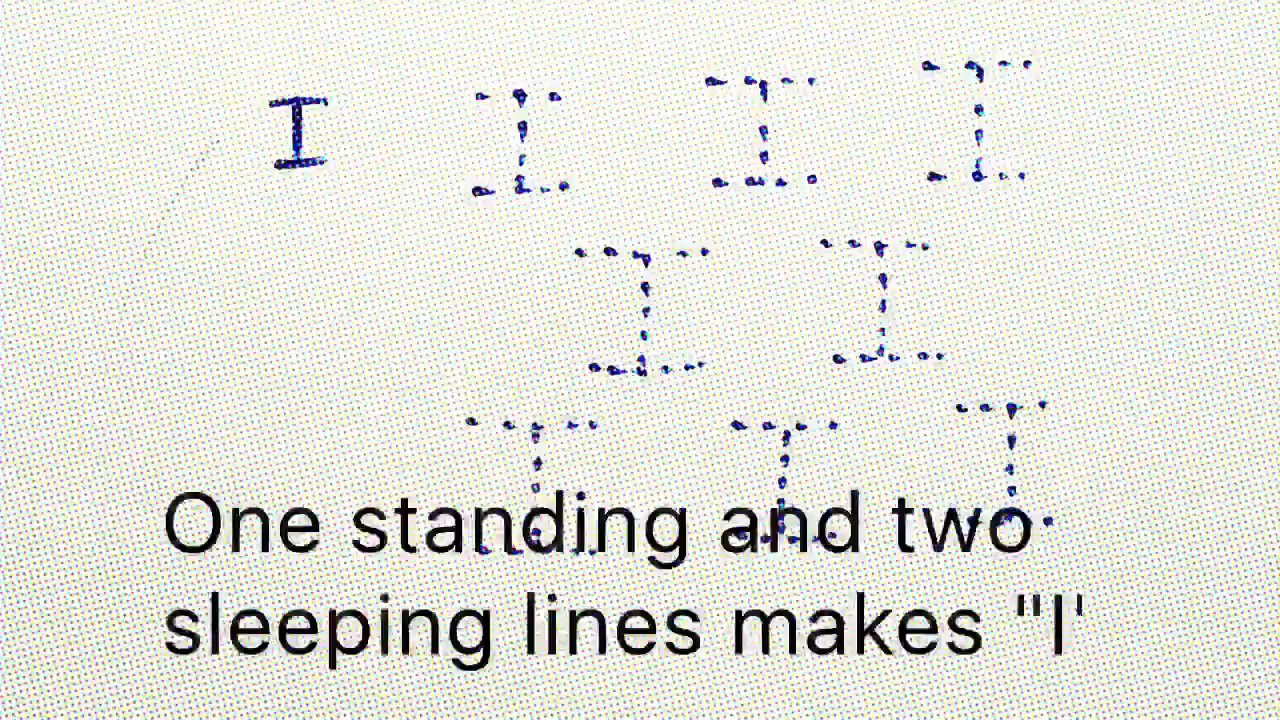 I I I I
I I
I I I
One standing and two
sleeping lines makes "I'